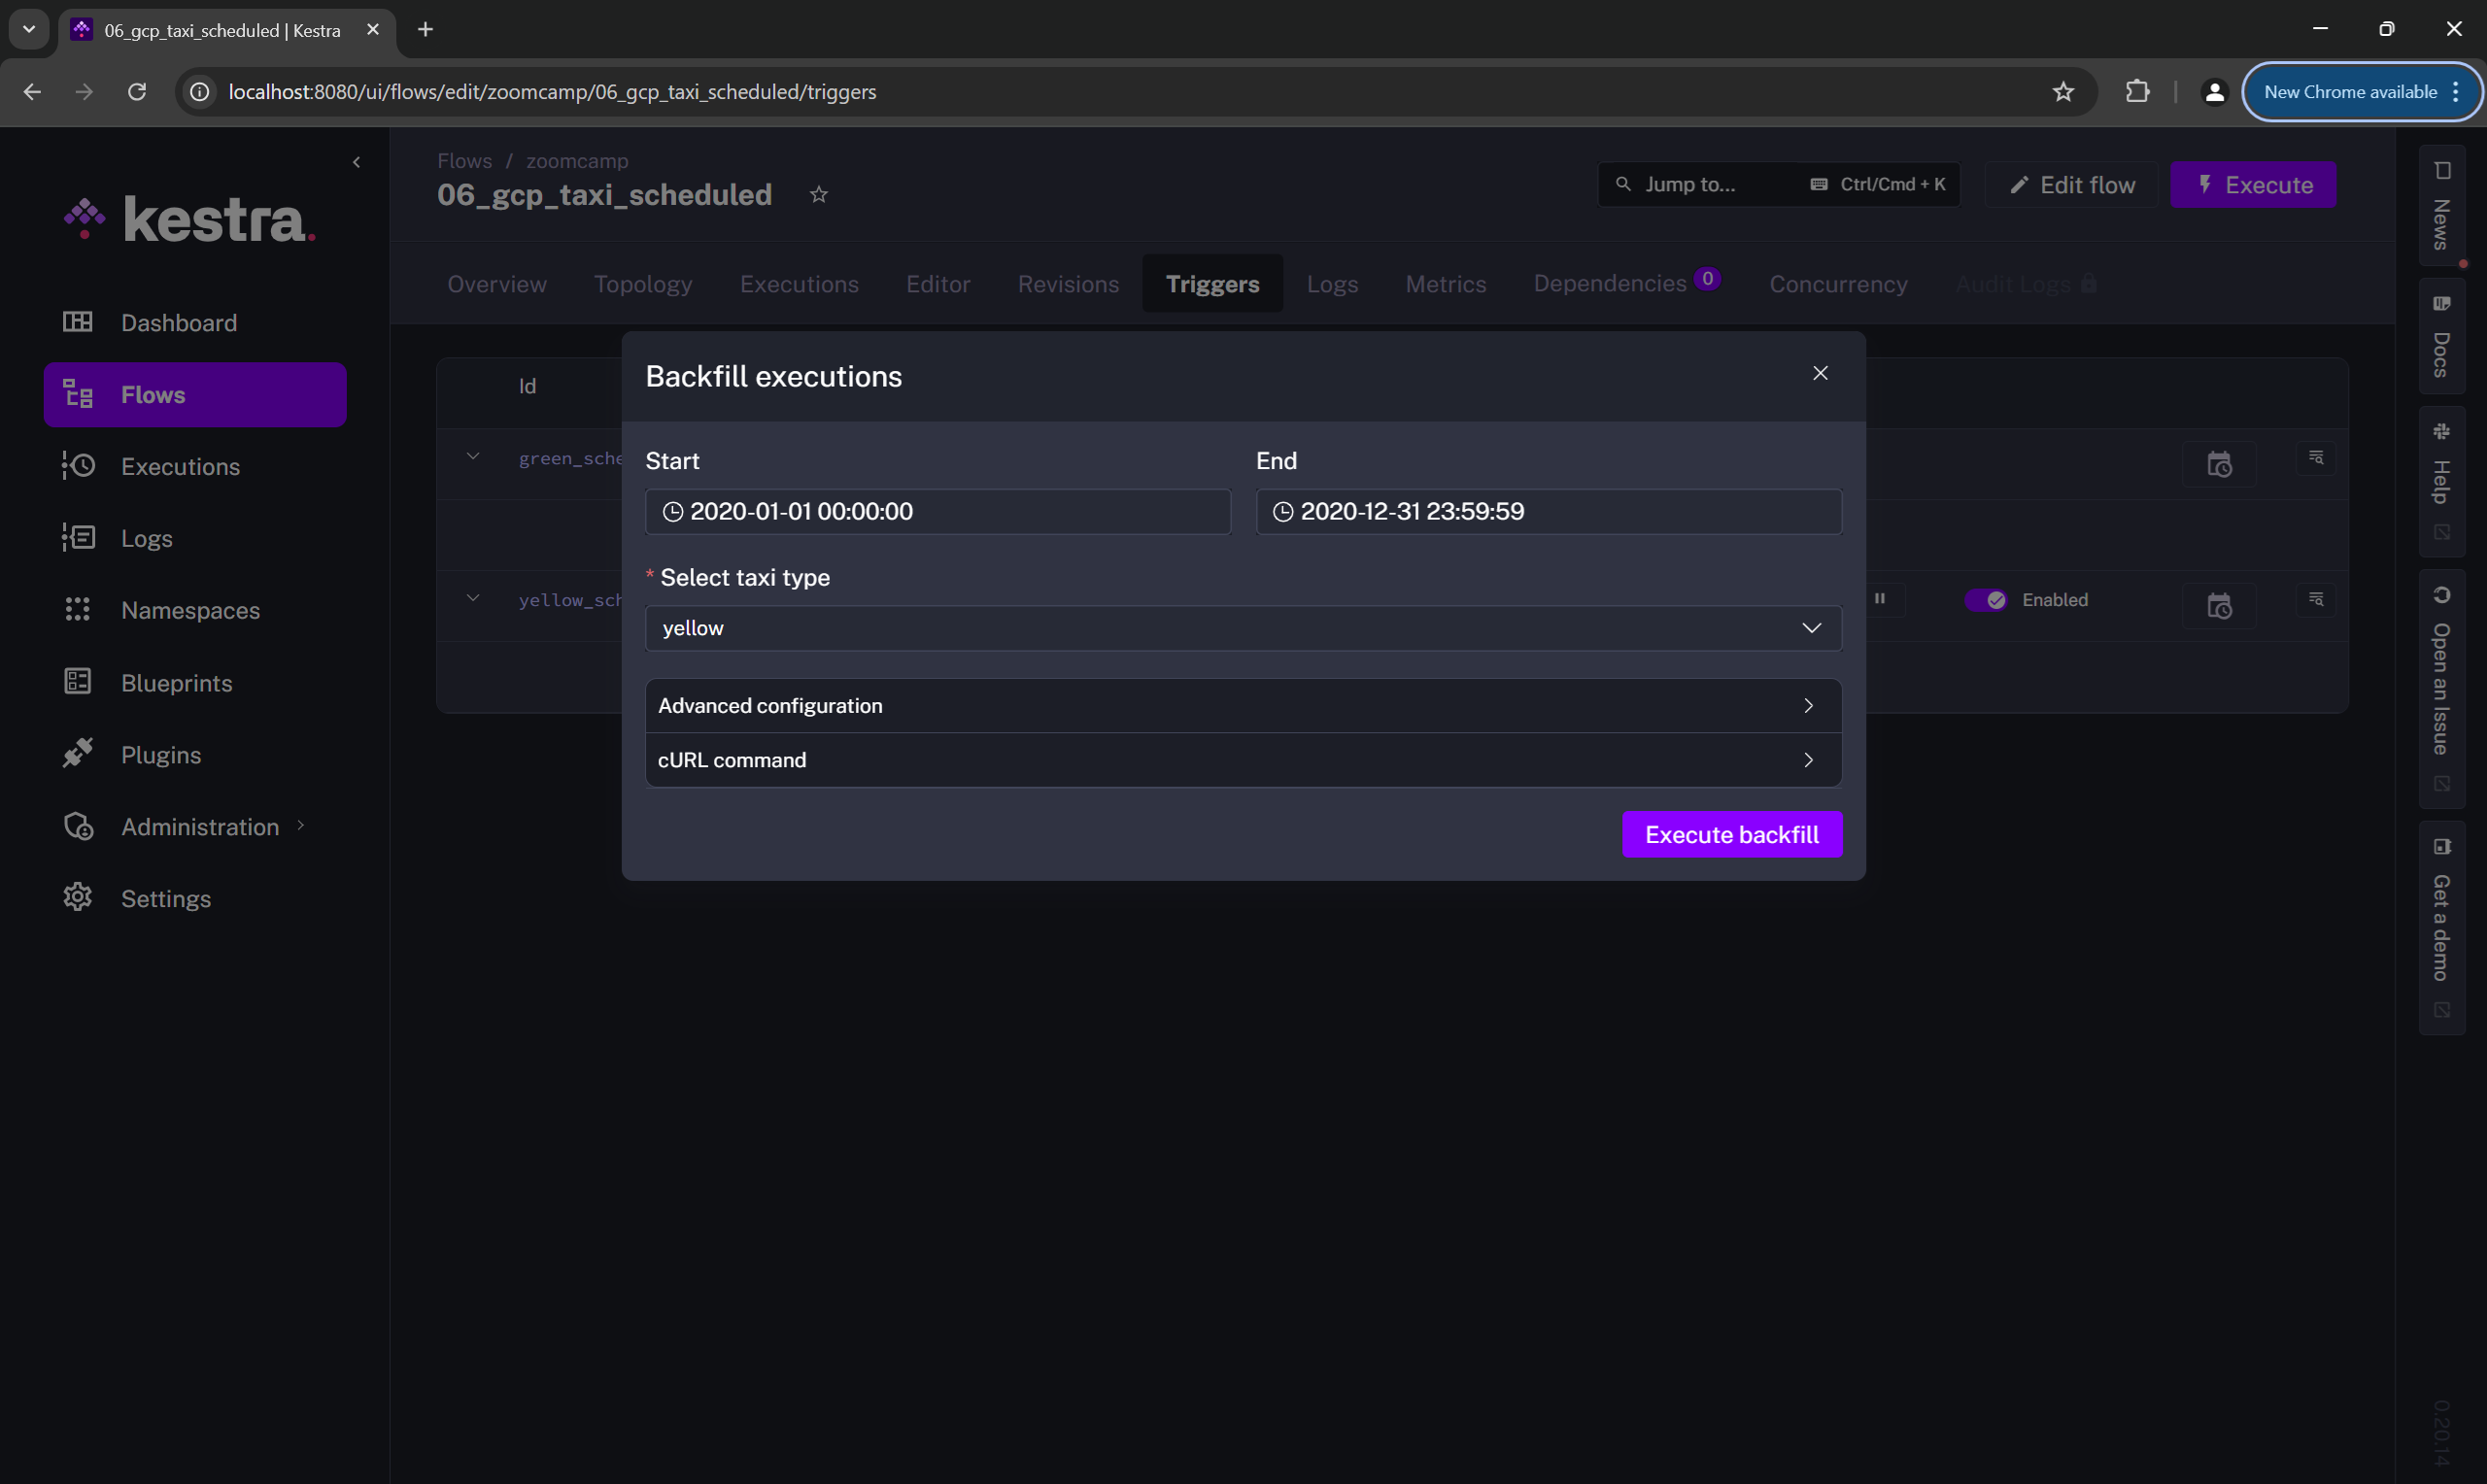 06_gcp_taxi_scheduled | Kestra
localhost:8080/ui/flows/edit/zoomcamp/06_gcp_taxi_scheduled/triggers
New Chrome available
kestra.
Dashboard
Flows
Executions
Logs
Namespaces
Blueprints
Plugins
Administration
Settings
Flows / zoomcamp
06_gcp_taxi_scheduled
Jump to... Ctrl/Cmd + K
Edit flow
Execute
Overview Topology Executions Editor Revisions Triggers Logs Metrics Dependencies 0 Concurrency Audit Logs
Id
green_sche
yellow_sch
Enabled
Backfill executions
Start
2020-01-01 00:00:00
End
2020-12-31 23:59:59
* Select taxi type
yellow
Advanced configuration
cURL command
Execute backfill
News
Docs
Help
Open an Issue
Get a demo
0.20.14